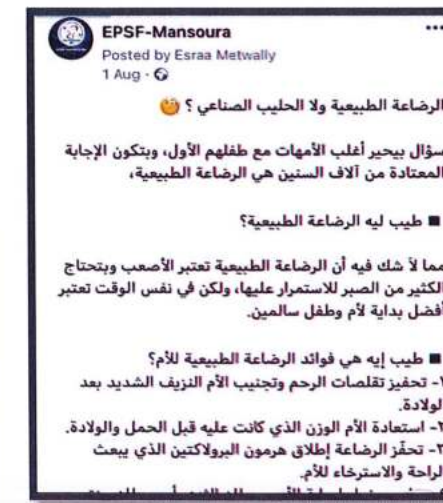 EPSF-Mansoura
Posted by Esraa Metwally
1 Aug ·
الرضاعة الطبيعية ولا الحليب الصناعي ؟ 🤔
سؤال بيحير أغلب الأمهات مع طفلهم الأول، وبتكون الإجابة
المعتادة من آلاف السنين هي الرضاعة الطبيعية،
■ طيب ليه الرضاعة الطبيعية؟
مما لاَ شك فيه أن الرضاعة الطبيعية تعتبر الأصعب وبتحتاج
الكثير من الصبر للاستمرار عليها، ولكن في نفس الوقت تعتبر
أفضل بداية لأم وطفل سالمين.
■ طيب إيه هي فوائد الرضاعة الطبيعية للأم؟
١- تحفيز تقلصات الرحم وتجنيب الأم النزيف الشديد بعد
الولادة.
٢- استعادة الأم الوزن الذي كانت عليه قبل الحمل والولادة.
٣- تحفّز الرضاعة إطلاق هرمون البرولاكتين الذي يبعث
الراحة والاسترخاء للأم.